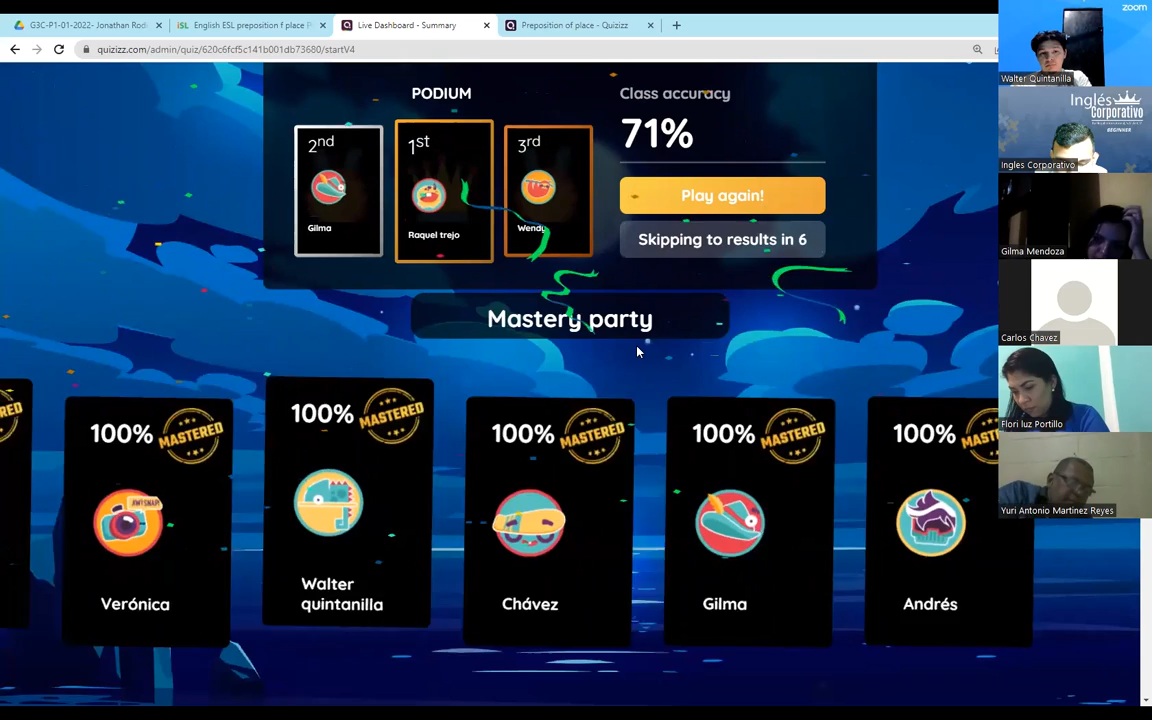 G3C-P1-01-2022- Jonathan Rod
English ESL preposition f place P
Live Dashboard - Summary
Preposition of place - Quizizz
zoom
quizizz.com/admin/quiz/620c6fcf5c141b001db73680/startV4
PODIUM
Class accuracy
2nd
1st
3rd
71%
Play again!
Gilma
Raquel trejo
Wendy
Skipping to results in 6
Mastery party
100% MASTERED
100% MASTERED
100% MASTERED
100% MASTERED
100%
AWW SNAP!
Verónica
Walter
quintanilla
Chávez
Gilma
Andrés
Walter Quintanilla
Inglés
Corporativo
BEGINNER
Ingles Corporativo
Gilma Mendoza
Carlos Chavez
Flori luz Portillo
Yuri Antonio Martinez Reyes